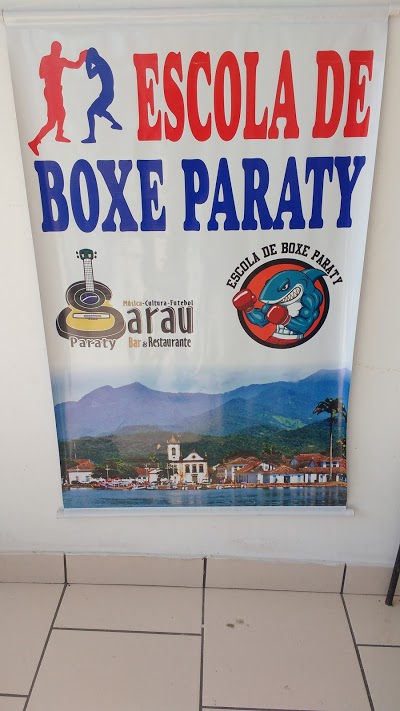 ESCOLA DE
BOXE PARATY
Música-Cultura-Futebol
Sarau
Paraty
Bar & Restaurante
ESCOLA DE BOXE PARATY